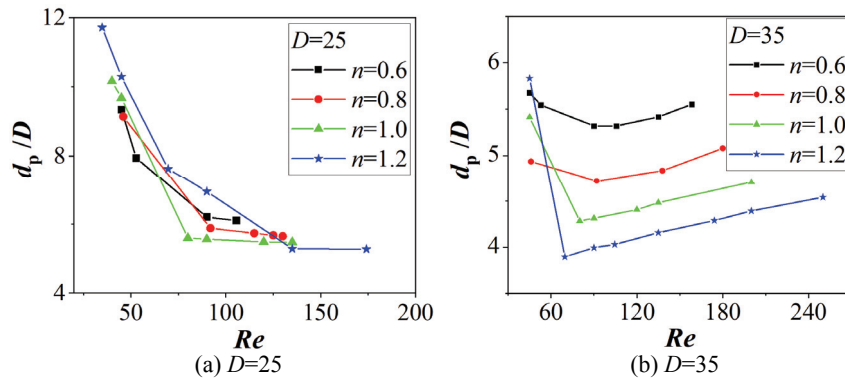 12
8
4
d_p/D
50
100
150
200
Re
D=25
n=0.6
n=0.8
n=1.0
n=1.2
(a) D=25
6
5
4
d_p/D
60
120
180
240
Re
D=35
n=0.6
n=0.8
n=1.0
n=1.2
(b) D=35